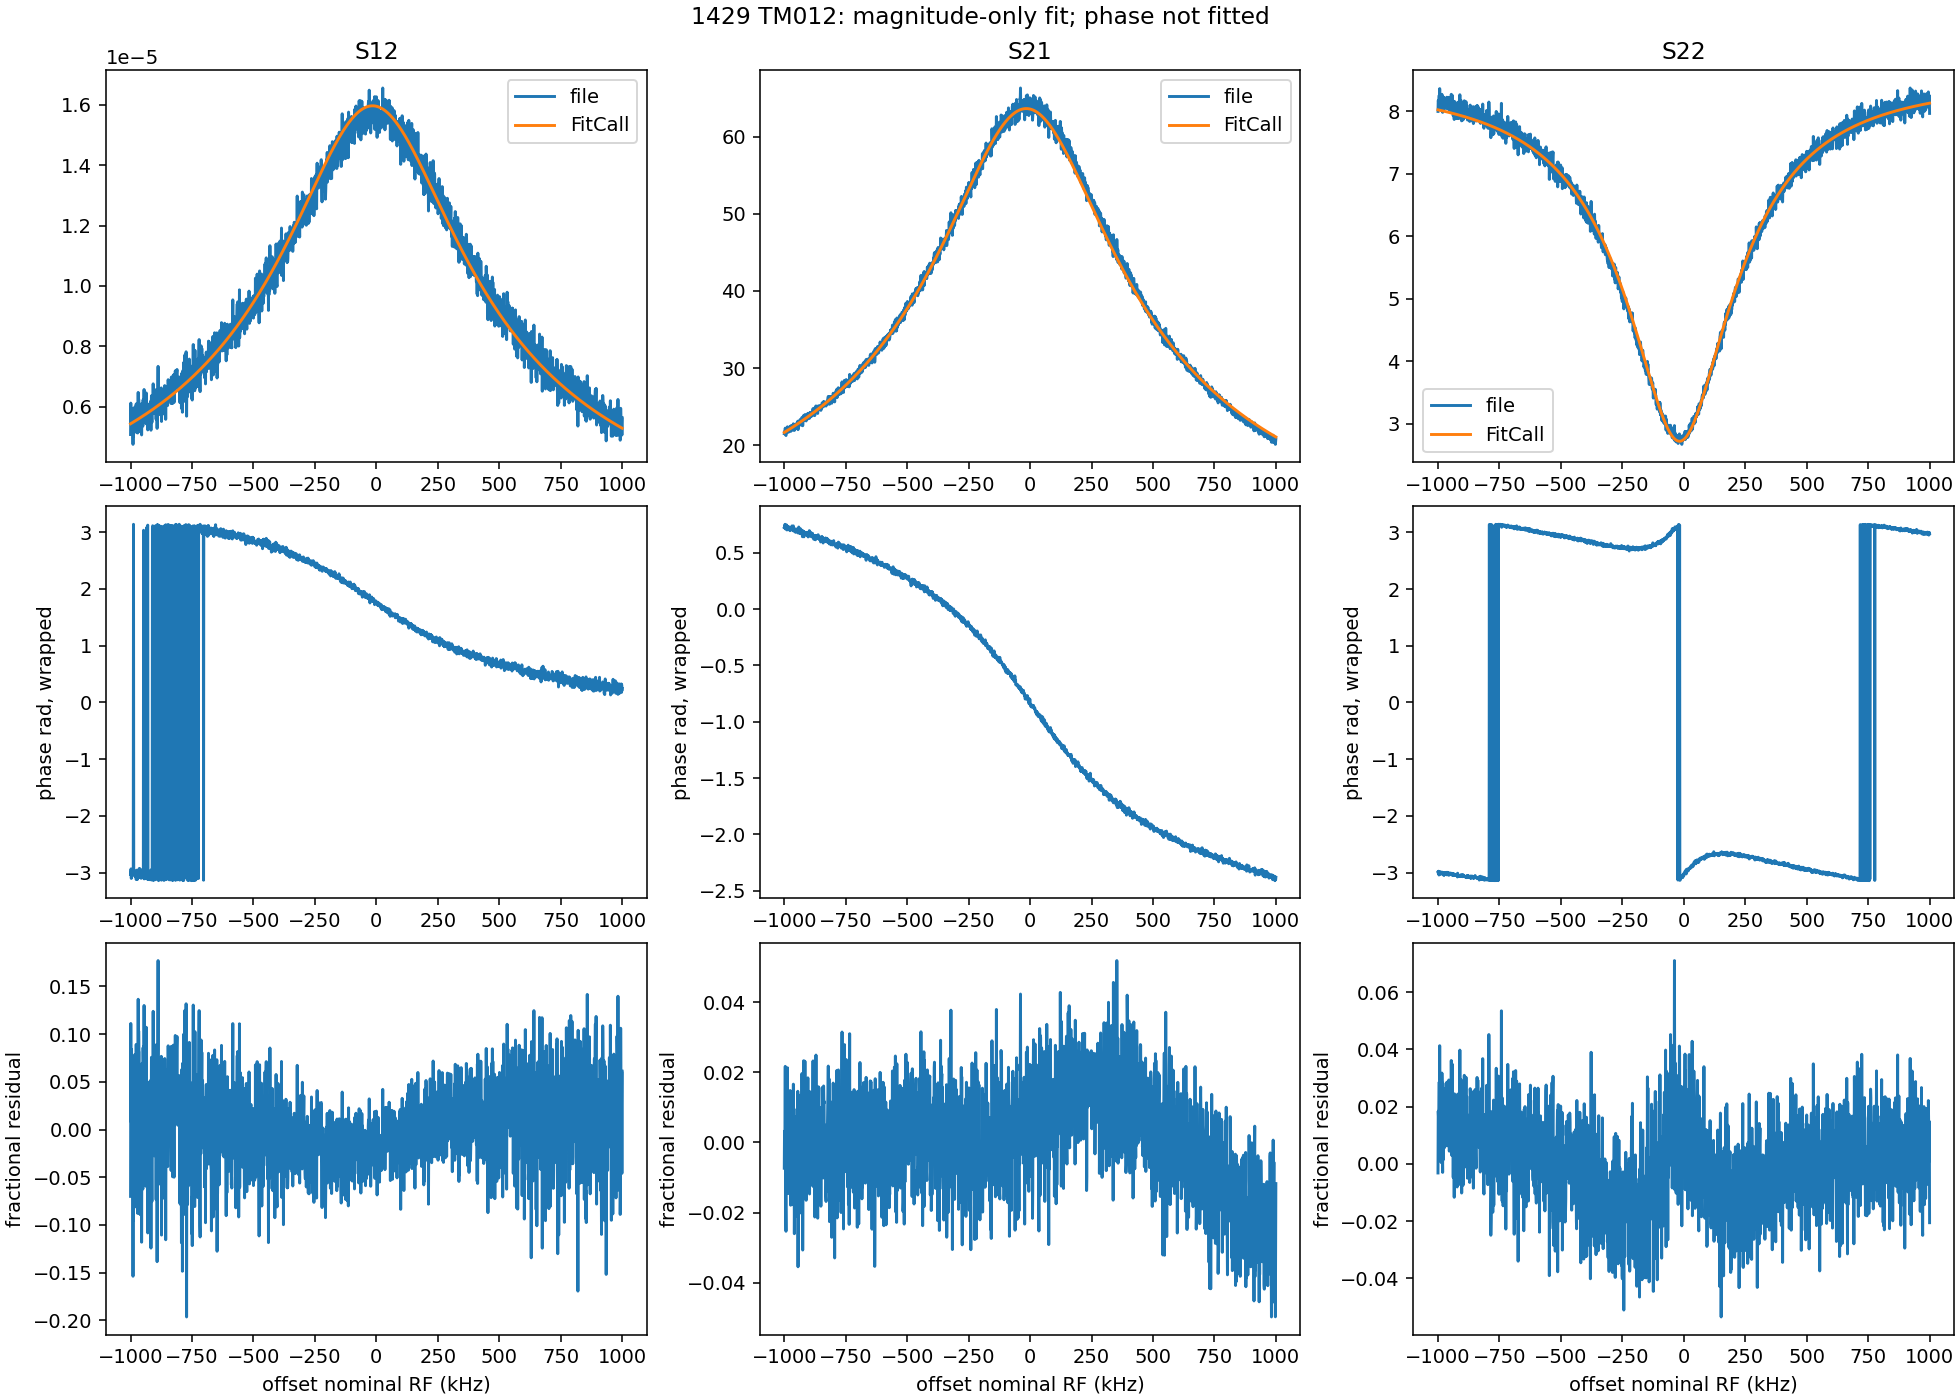 1429 TM012: magnitude-only fit; phase not fitted
S12
S21
S22
1e−5
1.6
1.4
1.2
1.0
0.8
0.6
file
FitCall
−1000 −750 −500 −250 0 250 500 750 1000
60
50
40
30
20
file
FitCall
−1000 −750 −500 −250 0 250 500 750 1000
8
7
6
5
4
3
file
FitCall
−1000 −750 −500 −250 0 250 500 750 1000
phase rad, wrapped
3
2
1
0
−1
−2
−3
−1000 −750 −500 −250 0 250 500 750 1000
phase rad, wrapped
0.5
0.0
−0.5
−1.0
−1.5
−2.0
−2.5
−1000 −750 −500 −250 0 250 500 750 1000
phase rad, wrapped
3
2
1
0
−1
−2
−3
−1000 −750 −500 −250 0 250 500 750 1000
fractional residual
0.15
0.10
0.05
0.00
−0.05
−0.10
−0.15
−0.20
−1000 −750 −500 −250 0 250 500 750 1000
offset nominal RF (kHz)
fractional residual
0.04
0.02
0.00
−0.02
−0.04
−1000 −750 −500 −250 0 250 500 750 1000
offset nominal RF (kHz)
fractional residual
0.06
0.04
0.02
0.00
−0.02
−0.04
−1000 −750 −500 −250 0 250 500 750 1000
offset nominal RF (kHz)